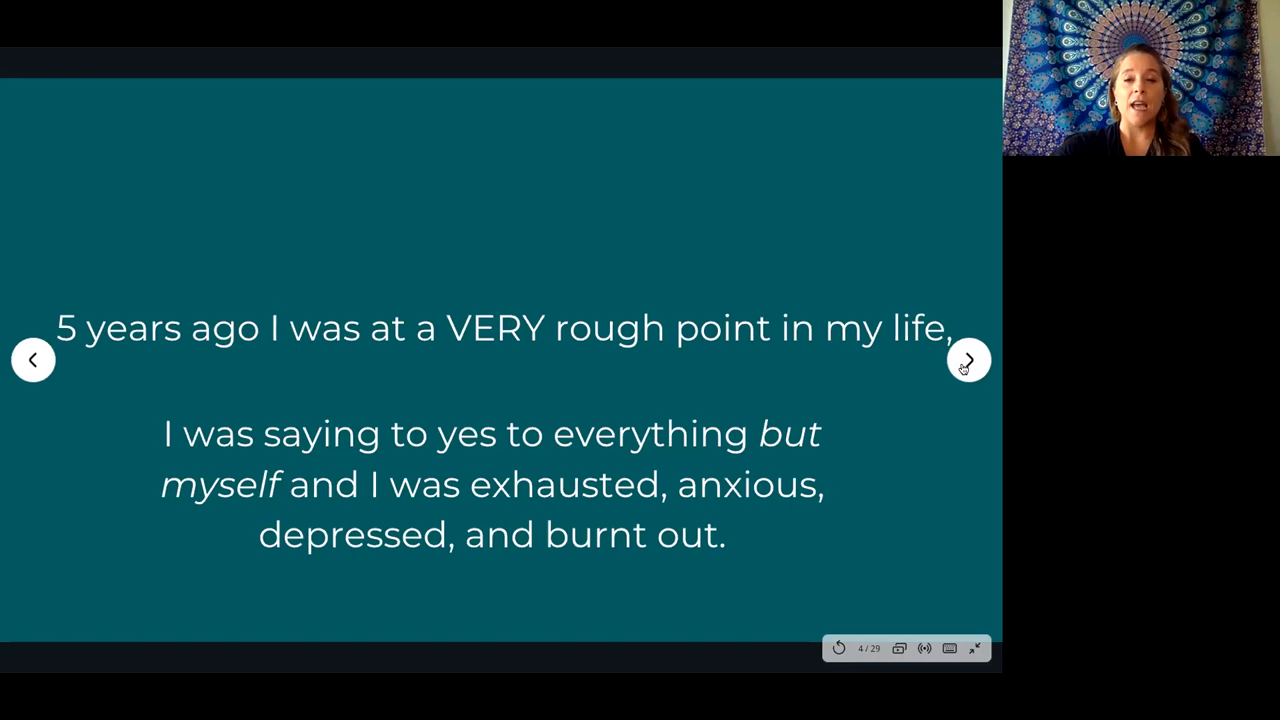 5 years ago I was at a VERY rough point in my life,
I was saying to yes to everything but
myself and I was exhausted, anxious,
depressed, and burnt out.
4 / 29